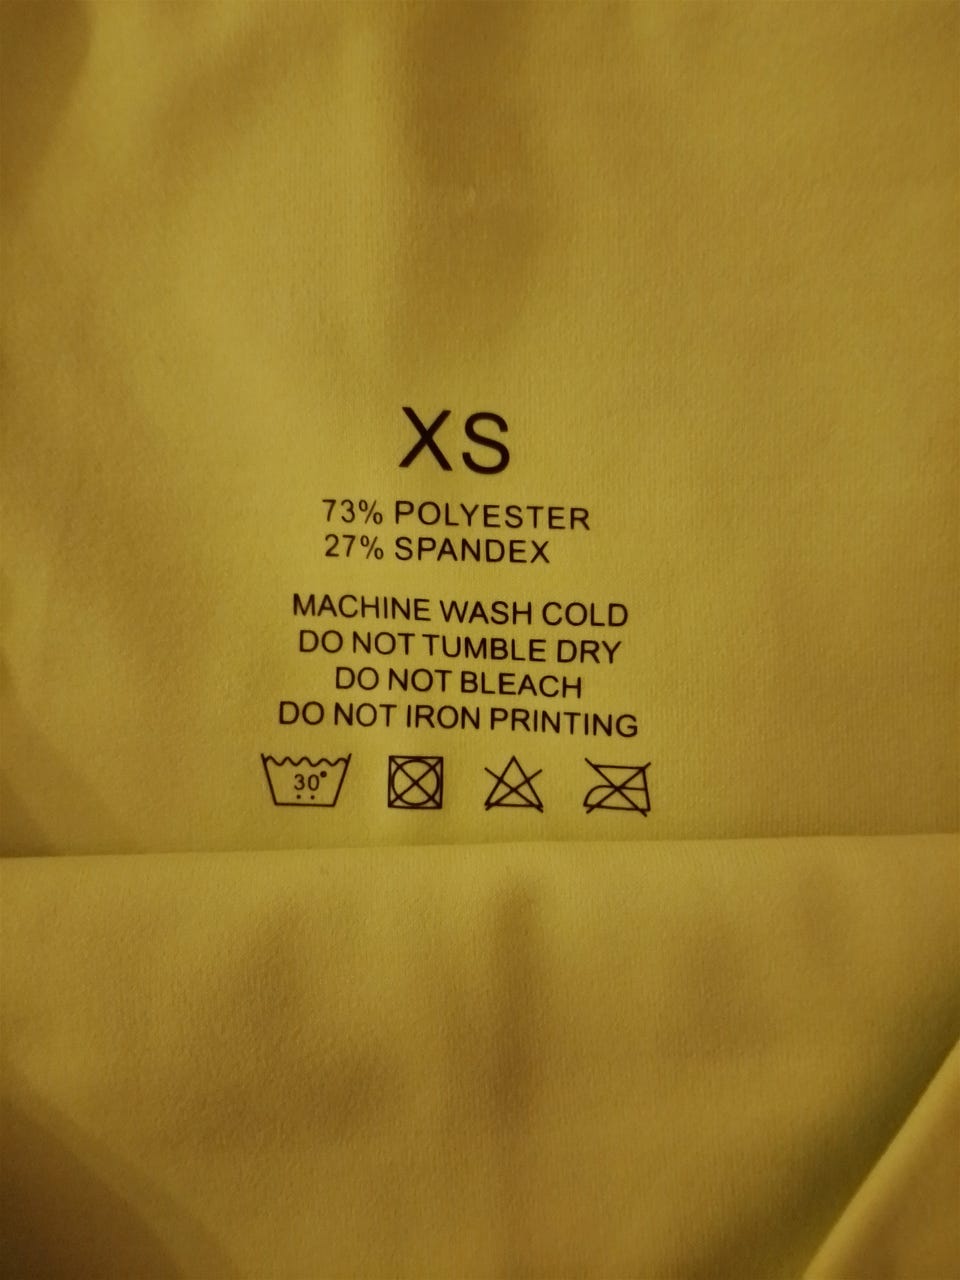 XS
73% POLYESTER
27% SPANDEX
MACHINE WASH COLD
DO NOT TUMBLE DRY
DO NOT BLEACH
DO NOT IRON PRINTING
30°